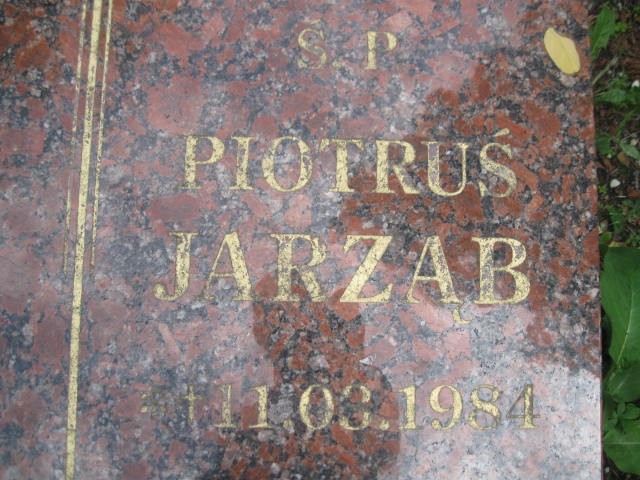 Ś. P
PIOTRUŚ
JARZĄB
*†11.03.1984